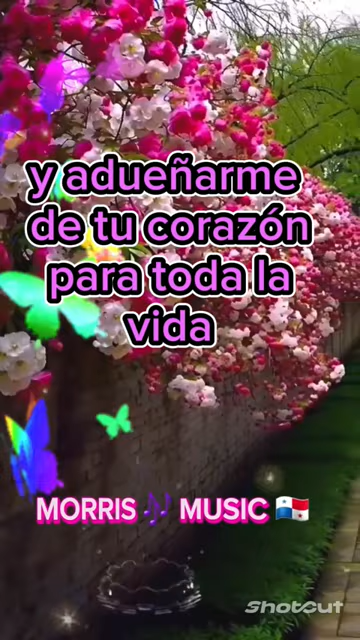 y adueñarme
de tu corazón
para toda la
vida
MORRIS 🎶 MUSIC 🇵🇦
ShotCut